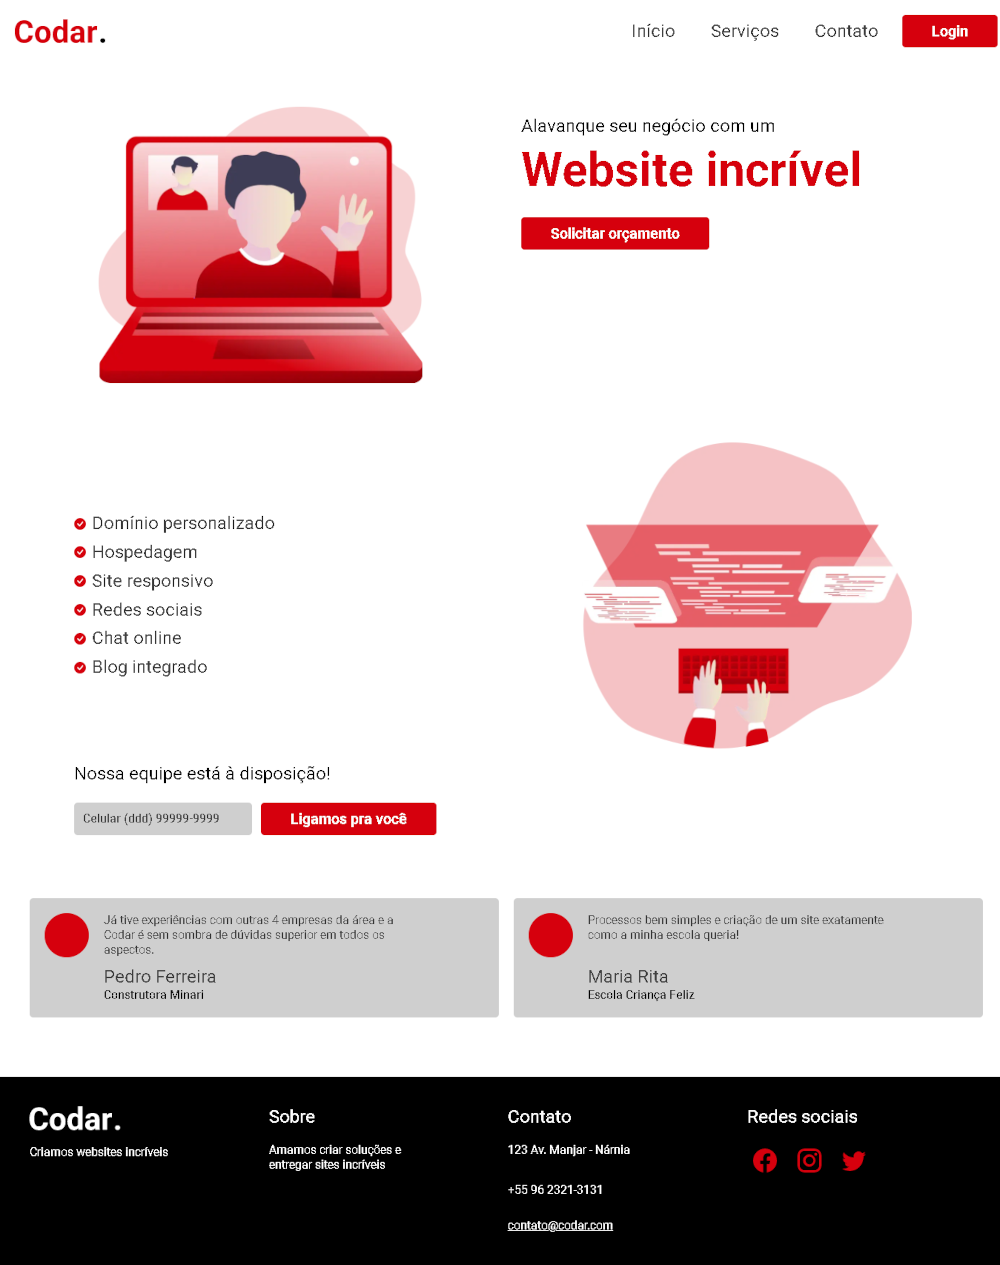 Codar.
Início
Serviços
Contato
Login
Alavanque seu negócio com um
Website incrível
Solicitar orçamento
Domínio personalizado
Hospedagem
Site responsivo
Redes sociais
Chat online
Blog integrado
Nossa equipe está à disposição!
Celular (ddd) 99999-9999
Ligamos pra você
Já tive experiências com outras 4 empresas da área e a
Codar é sem sombra de dúvidas superior em todos os
aspectos.
Pedro Ferreira
Construtora Minari
Processos bem simples e criação de um site exatamente
como a minha escola queria!
Maria Rita
Escola Criança Feliz
Codar.
Criamos websites incríveis
Sobre
Amamos criar soluções e
entregar sites incríveis
Contato
123 Av. Manjar - Nárnia
+55 96 2321-3131
contato@codar.com
Redes sociais